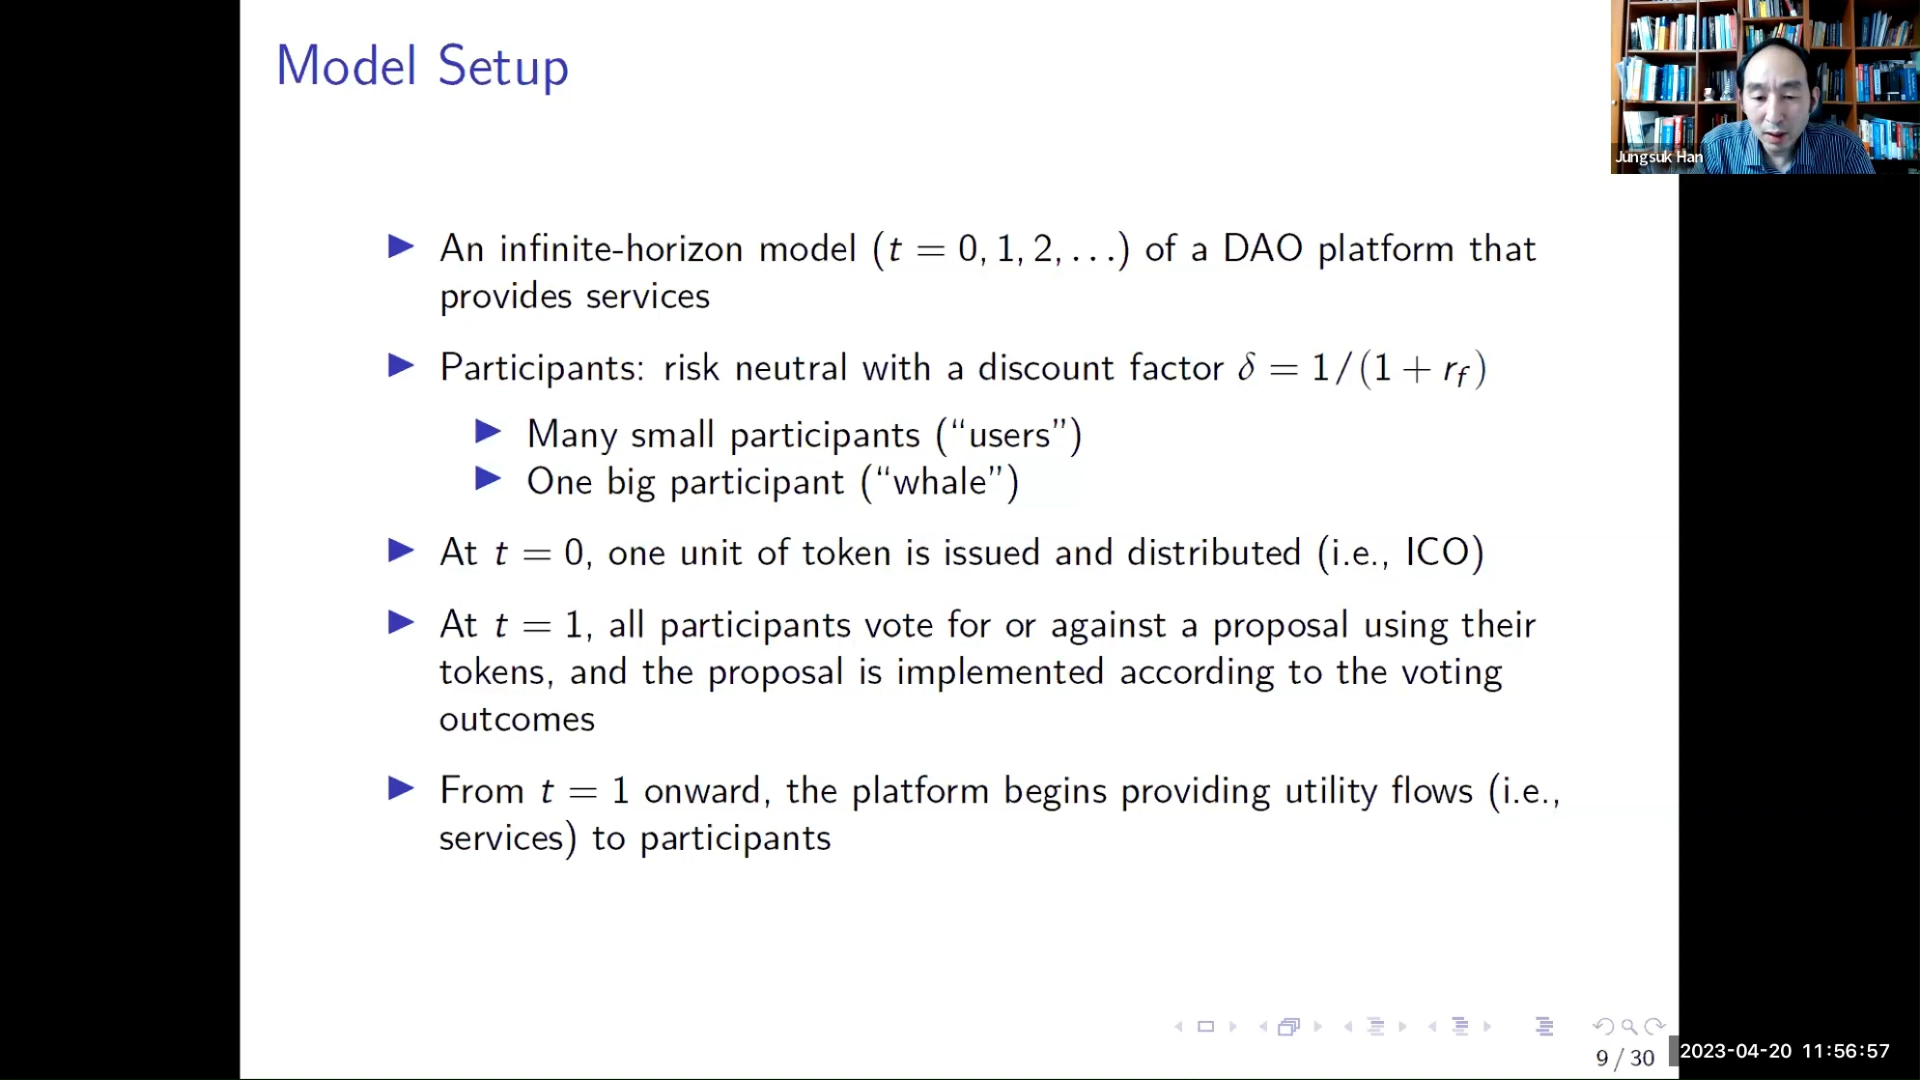 Model Setup
Jungsuk Han
▶ An infinite-horizon model (t = 0, 1, 2, . . .) of a DAO platform that
provides services
▶ Participants: risk neutral with a discount factor δ = 1/(1 + r_f)
▶ Many small participants (“users”)
▶ One big participant (“whale”)
▶ At t = 0, one unit of token is issued and distributed (i.e., ICO)
▶ At t = 1, all participants vote for or against a proposal using their
tokens, and the proposal is implemented according to the voting
outcomes
▶ From t = 1 onward, the platform begins providing utility flows (i.e.,
services) to participants
9 / 30
2023-04-20 11:56:57